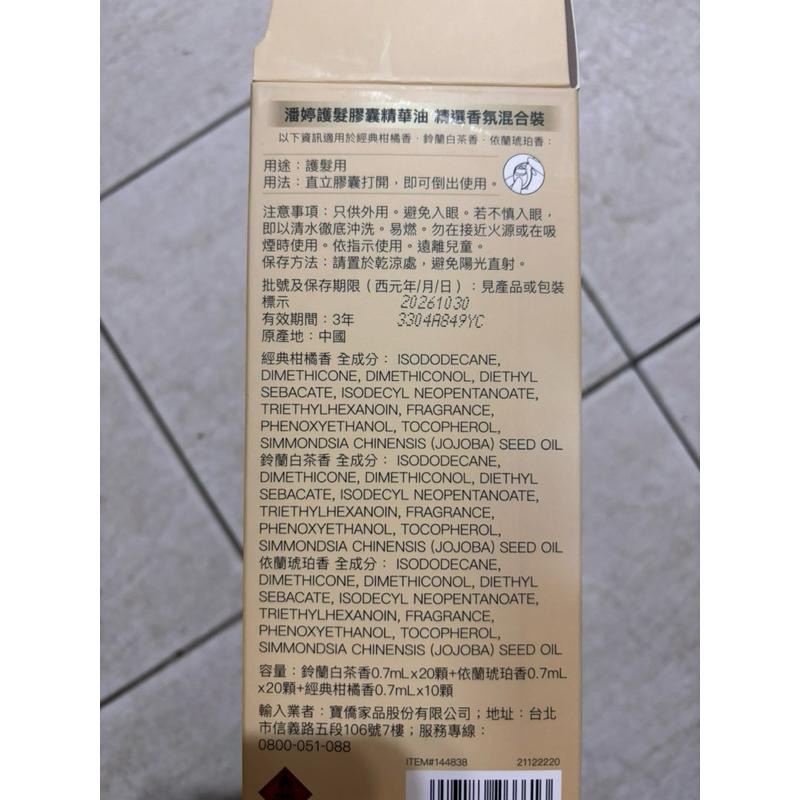 潘婷護髮膠囊精華油 精選香氛混合裝
以下資訊適用於經典柑橘香．鈴蘭白茶香．依蘭琥珀香：
用途：護髮用
用法：直立膠囊打開，即可倒出使用。
注意事項：只供外用。避免入眼。若不慎入眼，
即以清水徹底沖洗。易燃。勿在接近火源或在吸
煙時使用。依指示使用。遠離兒童。
保存方法：請置於乾涼處，避免陽光直射。
批號及保存期限（西元年/月/日）：見產品或包裝
標示 20261030
有效期間：3年 3304A849YC
原產地：中國
經典柑橘香 全成分： ISODODECANE,
DIMETHICONE, DIMETHICONOL, DIETHYL
SEBACATE, ISODECYL NEOPENTANOATE,
TRIETHYLHEXANOIN, FRAGRANCE,
PHENOXYETHANOL, TOCOPHEROL,
SIMMONDSIA CHINENSIS (JOJOBA) SEED OIL
鈴蘭白茶香 全成分： ISODODECANE,
DIMETHICONE, DIMETHICONOL, DIETHYL
SEBACATE, ISODECYL NEOPENTANOATE,
TRIETHYLHEXANOIN, FRAGRANCE,
PHENOXYETHANOL, TOCOPHEROL,
SIMMONDSIA CHINENSIS (JOJOBA) SEED OIL
依蘭琥珀香 全成分： ISODODECANE,
DIMETHICONE, DIMETHICONOL, DIETHYL
SEBACATE, ISODECYL NEOPENTANOATE,
TRIETHYLHEXANOIN, FRAGRANCE,
PHENOXYETHANOL, TOCOPHEROL,
SIMMONDSIA CHINENSIS (JOJOBA) SEED OIL
容量：鈴蘭白茶香0.7mLx20顆+依蘭琥珀香0.7mL
x20顆+經典柑橘香0.7mLx10顆
輸入業者：寶僑家品股份有限公司；地址：台北
市信義路五段106號7樓；服務專線：
0800-051-088
ITEM#144838 21122220